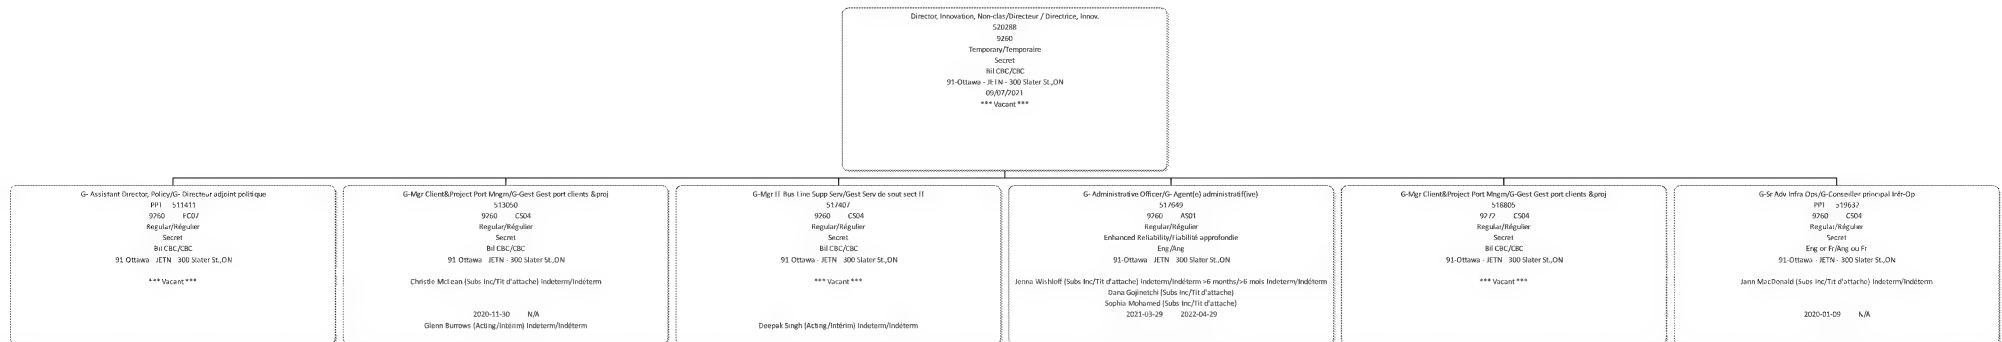 Director, Innovation, Non-clas/Directeur / Directrice, Innov.
520288
9260
Temporary/Temporaire
Secret
Bil CBC/CBC
91-Ottawa - JETN - 300 Slater St.,ON
09/07/2021
*** Vacant ***
G- Assistant Director, Policy/G- Directeur adjoint politique
PPT 511411
9260 EC07
Regular/Régulier
Secret
Bil CBC/CBC
91-Ottawa - JETN - 300 Slater St.,ON
*** Vacant ***
G-Mgr Client&Project Port Mngm/G-Gest Gest port clients &proj
513050
9260 CS04
Regular/Régulier
Secret
Bil CBC/CBC
91-Ottawa - JETN - 300 Slater St.,ON
Christie McLean (Subs Inc/Tit d'attache) Indeterm/Indéterm
2020-11-30 N/A
Glenn Burrows (Acting/Intérim) Indeterm/Indéterm
G-Mgr IT Bus Line Supp Serv/Gest Serv de sout sect IT
517407
9260 CS04
Regular/Régulier
Secret
Bil CBC/CBC
91-Ottawa - JETN - 300 Slater St.,ON
*** Vacant ***
Deepak Singh (Acting/Intérim) Indeterm/Indéterm
G- Administrative Officer/G- Agent(e) administratif(ive)
517649
9260 AS01
Regular/Régulier
Enhanced Reliability/Fiabilité approfondie
Eng/Ang
91-Ottawa - JETN - 300 Slater St.,ON
Jenna Wishloff (Subs Inc/Tit d'attache) Indeterm/Indéterm >6 months/>6 mois Indeterm/Indéterm
Dana Gojinetchi (Subs Inc/Tit d'attache)
Sophia Mohamed (Subs Inc/Tit d'attache)
2021-03-29 2022-04-29
G-Mgr Client&Project Port Mngm/G-Gest Gest port clients &proj
518805
9272 CS04
Regular/Régulier
Secret
Bil CBC/CBC
91-Ottawa - JETN - 300 Slater St.,ON
*** Vacant ***
G-Sr Adv Infra Ops/G-Conseiller principal Infr-Op
PPT 519632
9260 CS04
Regular/Régulier
Secret
Eng or Fr/Ang ou Fr
91-Ottawa - JETN - 300 Slater St.,ON
Jann MacDonald (Subs Inc/Tit d'attache) Indeterm/Indéterm
2020-01-09 N/A